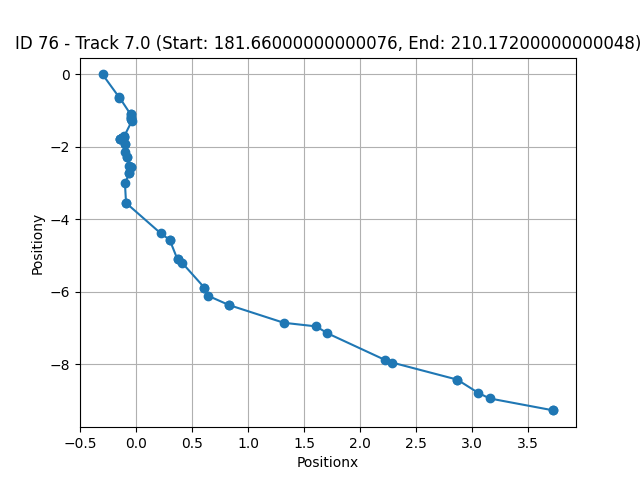 ID 76 - Track 7.0 (Start: 181.66000000000076, End: 210.17200000000048)
0
−2
−4
−6
−8
Positiony
−0.5 0.0 0.5 1.0 1.5 2.0 2.5 3.0 3.5
Positionx